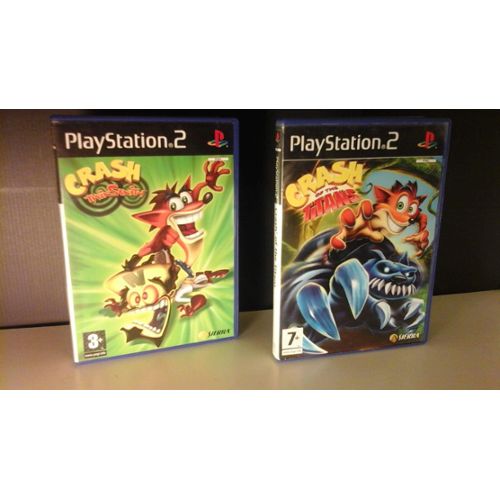 PlayStation®2
CRASH
TwinSanity
3+
SIERRA
PlayStation®2
CRASH
OF THE
TITANS
7+
SIERRA